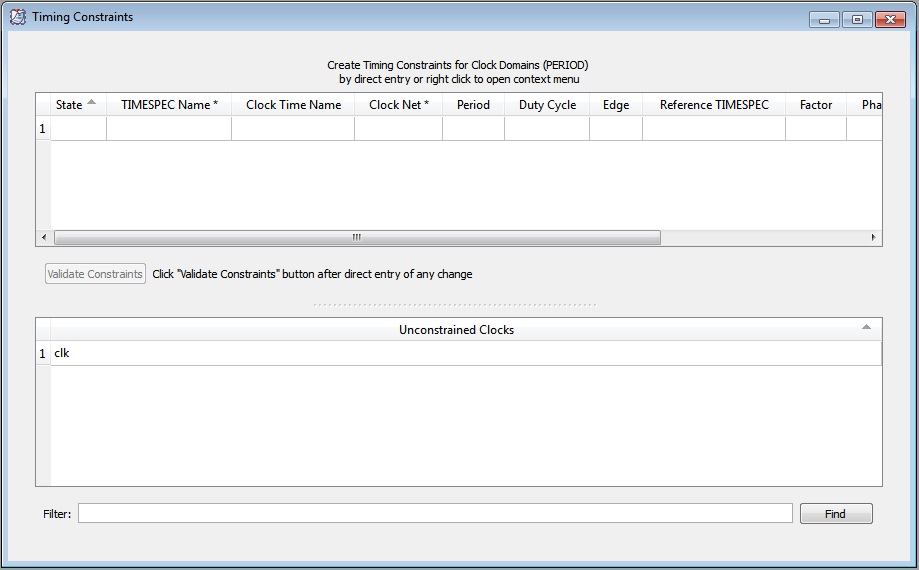 Timing Constraints
Create Timing Constraints for Clock Domains (PERIOD)
by direct entry or right click to open context menu
State TIMESPEC Name * Clock Time Name Clock Net * Period Duty Cycle Edge Reference TIMESPEC Factor Pha
1
Validate Constraints Click "Validate Constraints" button after direct entry of any change
Unconstrained Clocks
1 clk
Filter: Find